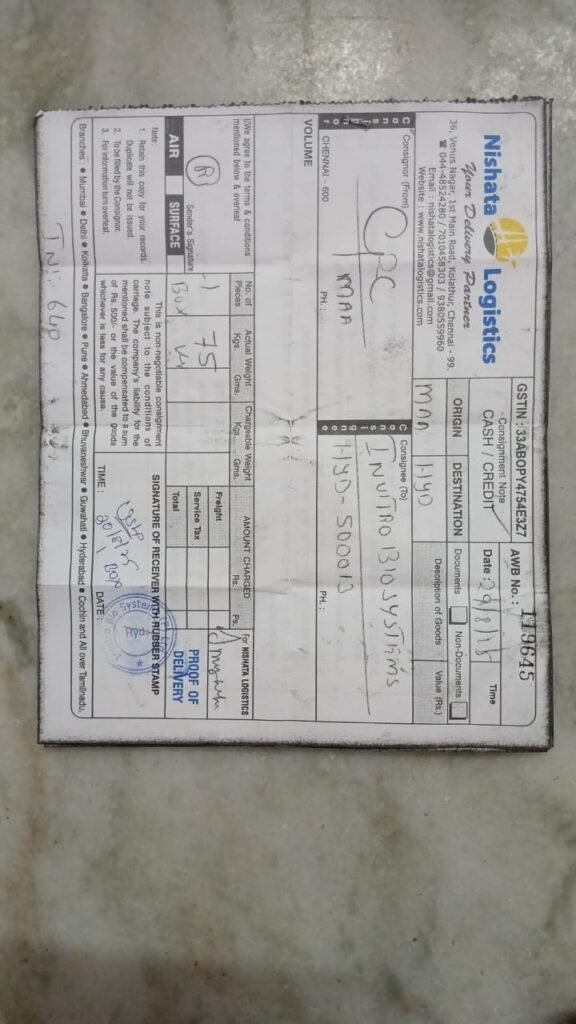 Nishata Logistics
Your Delivery Partner
36, Venus Nagar, 1st Main Road, Kolathur, Chennai - 99.
☎ 044-48524280 / 7010458303 / 9380559960
Email : nishatalogistics@gmail.com
Website : www.nishatalogistics.com
GSTIN : 33ABOPY4754E3Z7
Consignment Note
CASH / CREDIT
AWB No. : 119645
Date : 29/8/25
Time
ORIGIN
DESTINATION
MAA
HYD
Documents
Non-Documents
Description of Goods
Value (Rs.)
Consignor
Consignor (From)
CPC
MAA
CHENNAI - 600
PH. :
Consignee
Consignee (To)
INVITRO BIOSYSTEMS
HYD-500013
PH. :
VOLUME
I/We agree to the terms & conditions
mentioned below & overleaf
Sender's Signature
AIR
SURFACE
No. of Pieces
Actual Weight
Kgs. Gms.
Chargeable Weight
Kgs. Gms.
AMOUNT CHARGED
Rs. Ps.
1
Box
75
Freight
Service Tax
Total
For NISHATA LOGISTICS
PROOF OF
DELIVERY
Note :
1. Retain this copy for your records.
Duplicate will not be issued.
2. To be filled by the Consignor.
3. For information turn overleaf.
This is non-negotiable consignment
note subject to the conditions of
carriage. The company's liability for the
mentioned shall be compensated to a sum
of Rs. 500/- or the value of the goods
whichever is less for any cause.
SIGNATURE OF RECEIVER WITH RUBBER STAMP
TIME :
DATE:
Branches : ● Mumbai ● Delhi ● Kolkatta ● Bangalore ● Pune ● Ahmedabad ● Bhuvaneshwar ● Guwahati ● Hyderabad ● Cochin and All over Tamilnadu.